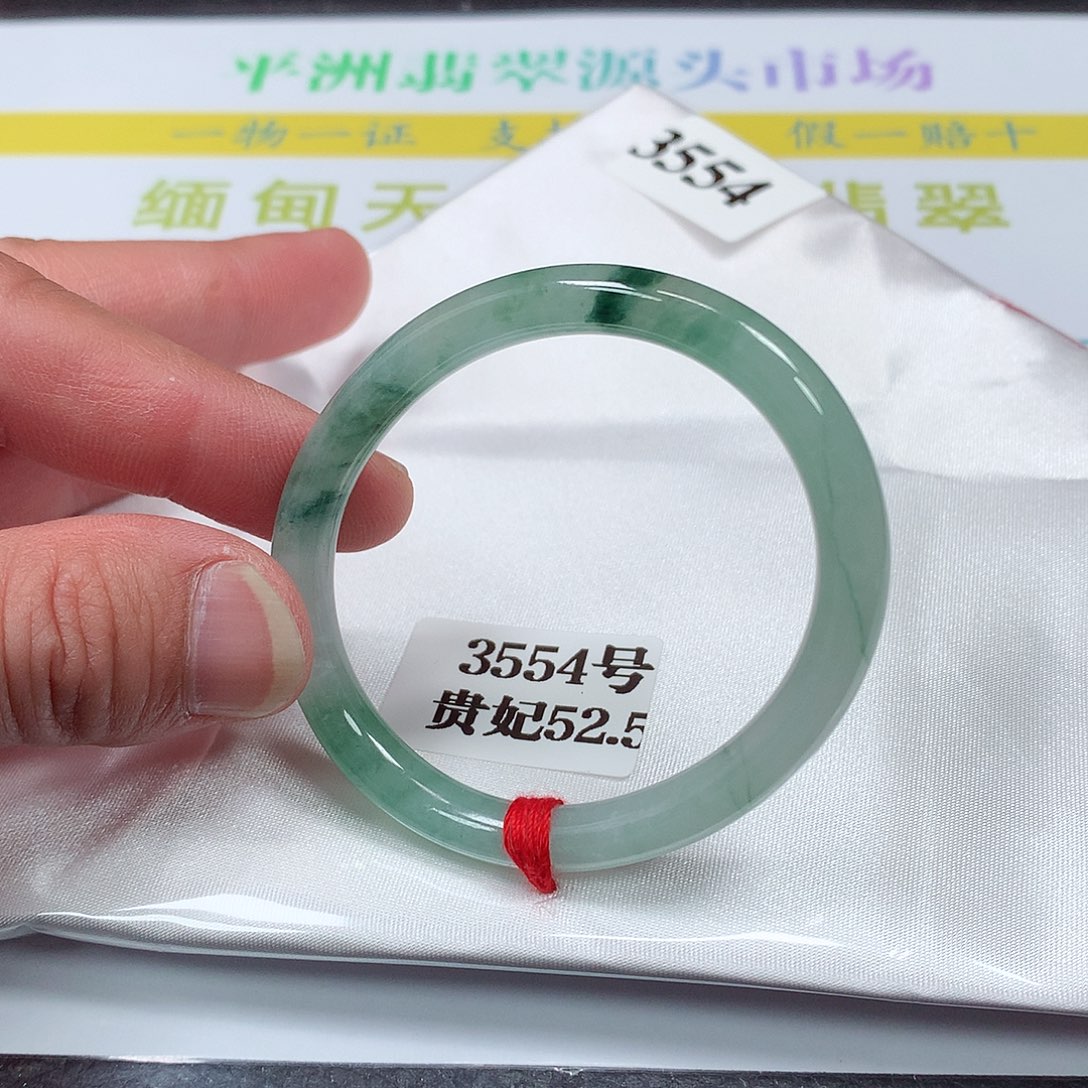 平洲翡翠源头市场
一物一证 支 假一赔十
缅甸天 翡翠
3554
3554号
贵妃52.5